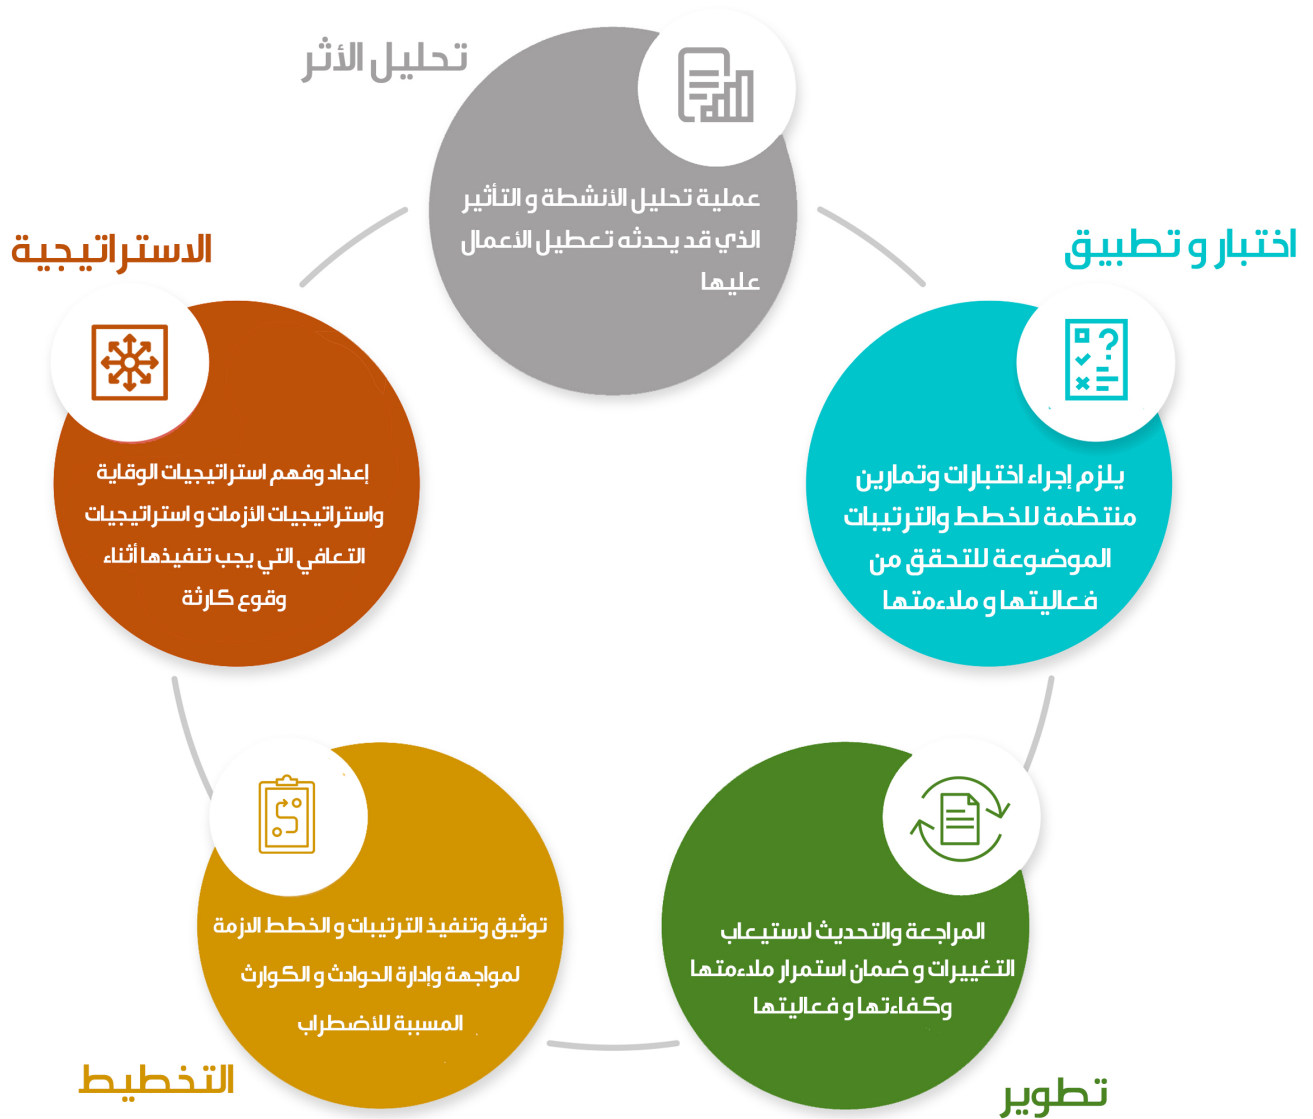 تحليل الأثر
عملية تحليل الأنشطة و التأثير
الذي قد يحدثه تعطيل الأعمال
عليها
اختبار و تطبيق
يلزم إجراء اختبارات وتمارين
منتظمة للخطط والترتيبات
الموضوعة للتحقق من
فعاليتها و ملاءمتها
الاستراتيجية
إعداد وفهم استراتيجيات الوقاية
واستراتيجيات الأزمات و استراتيجيات
التعافي التي يجب تنفيذها أثناء
وقوع كارثة
المراجعة والتحديث لاستيعاب
التغييرات و ضمان استمرار ملاءمتها
وكفاءتها و فعاليتها
تطوير
توثيق وتنفيذ الترتيبات و الخطط الازمة
لمواجهة وإدارة الحوادث و الكوارث
المسببة للأضطراب
التخطيط